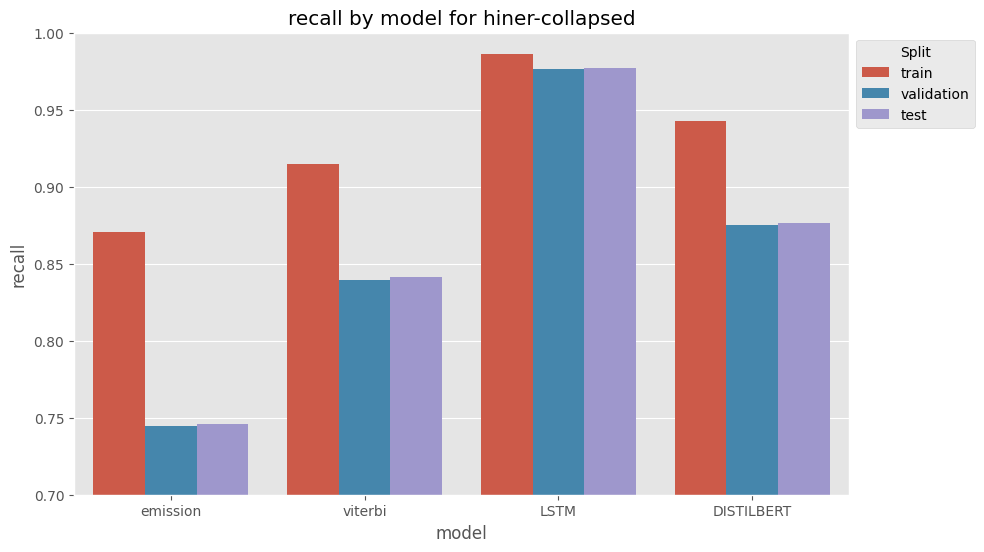 recall by model for hiner-collapsed
1.00
0.95
0.90
0.85
0.80
0.75
0.70
recall
emission
viterbi
LSTM
DISTILBERT
model
Split
train
validation
test